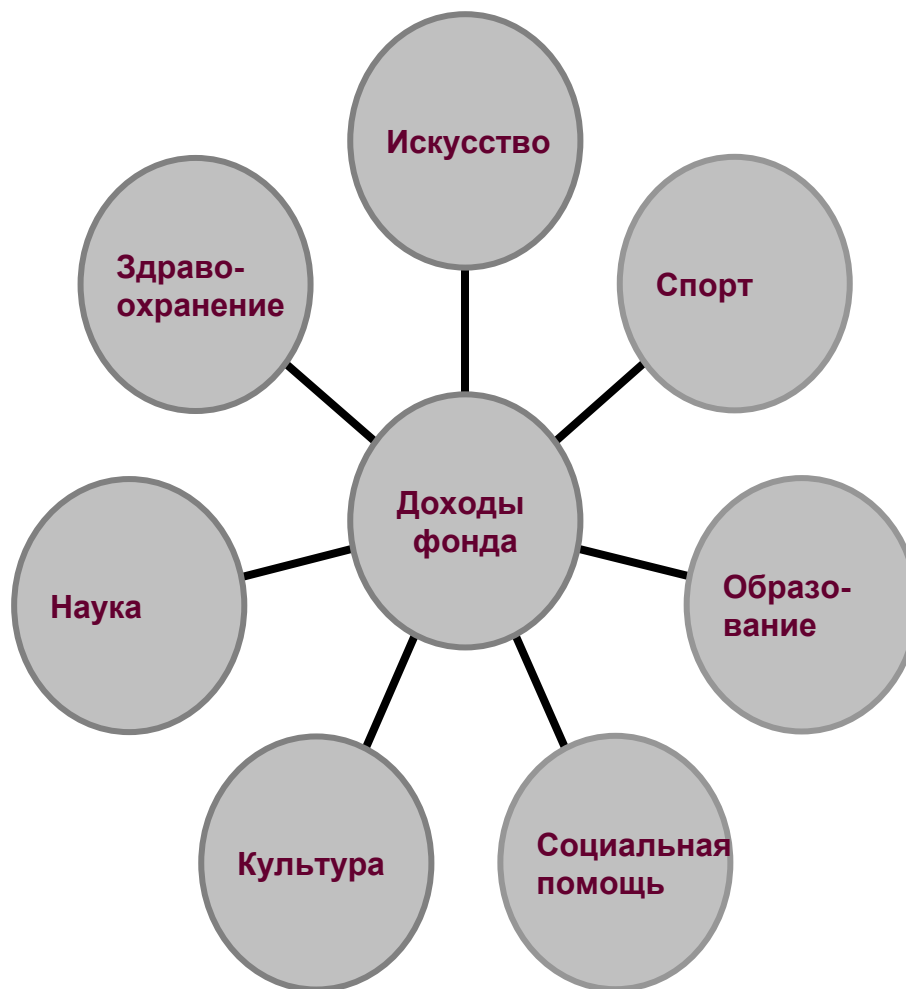 Искусство
Здраво-
охранение
Спорт
Доходы
фонда
Наука
Образо-
вание
Культура
Социальная
помощь